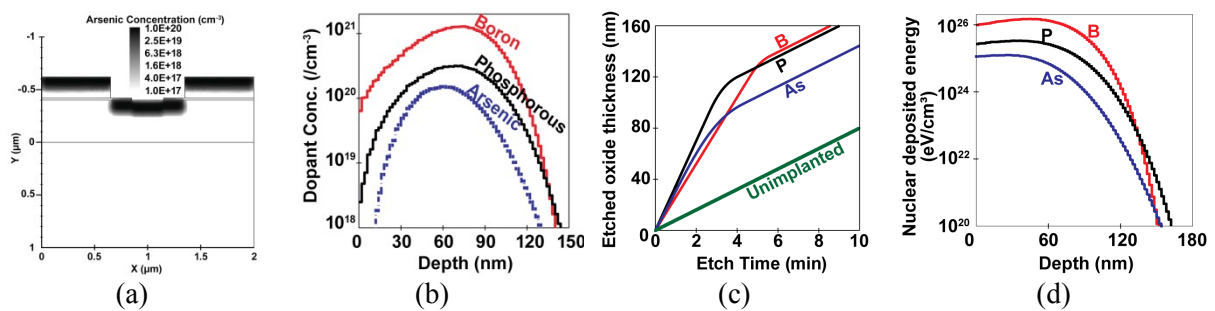 Arsenic Concentration (cm⁻³)
1.0E+20
2.5E+19
6.3E+18
1.6E+18
4.0E+17
1.0E+17
-1
-0.5
0
0.5
1
Y (µm)
0
0.5
1
1.5
2
X (µm)
(a)
10²¹
10²⁰
10¹⁹
10¹⁸
Dopant Conc. (/cm⁻³)
Boron
Phosphorous
Arsenic
0
30
60
90
120
150
Depth (nm)
(b)
160
120
80
40
0
Etched oxide thickness (nm)
B
P
As
Unimplanted
0
2
4
6
8
10
Etch Time (min)
(c)
10²⁶
10²⁴
10²²
10²⁰
Nuclear deposited energy
(eV/cm³)
P
B
As
0
60
120
180
Depth (nm)
(d)